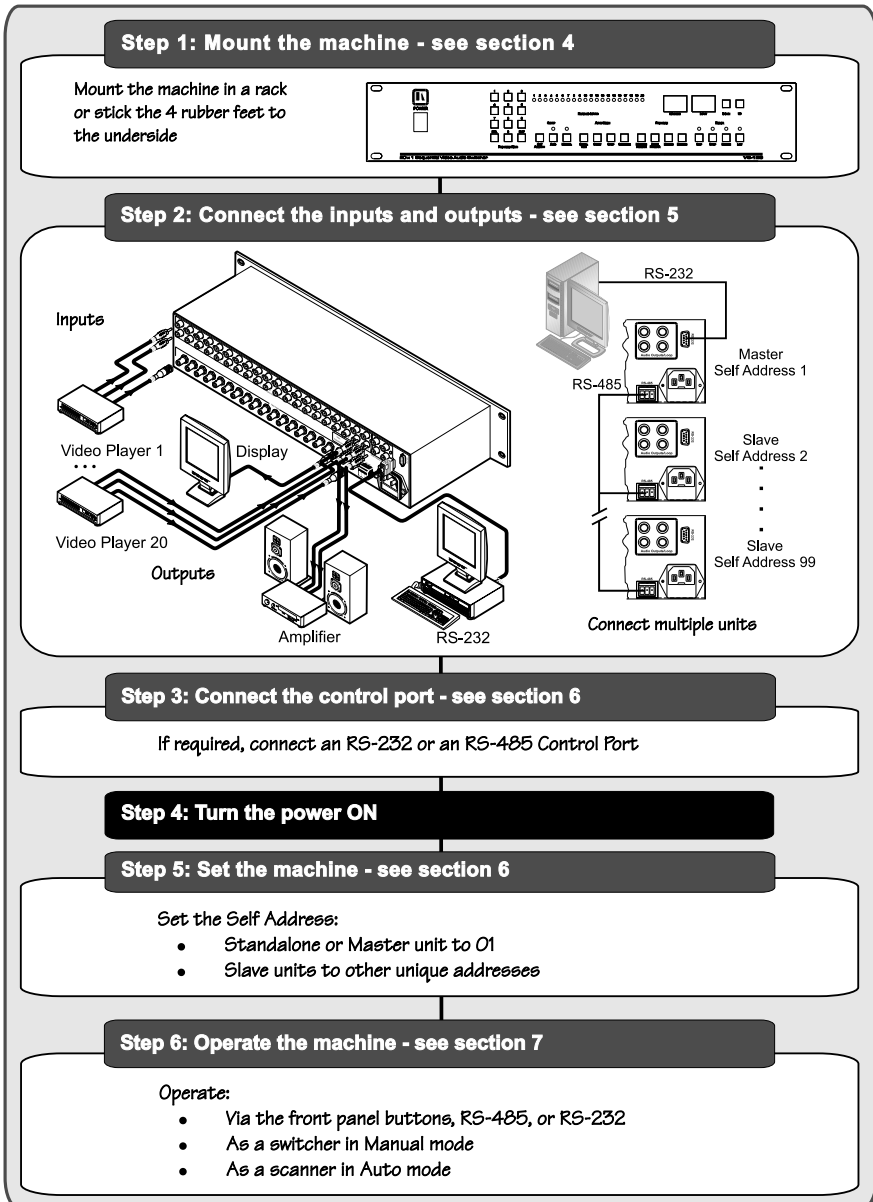 Step 1: Mount the machine - see section 4
Mount the machine in a rack
or stick the 4 rubber feet to
the underside
POWER
Step 2: Connect the inputs and outputs - see section 5
Inputs
Video Player 1
...
Video Player 20
Display
Outputs
Amplifier
RS-232
RS-232
RS-485
Master
Self Address 1
Slave
Self Address 2
Slave
Self Address 99
Connect multiple units
Step 3: Connect the control port - see section 6
If required, connect an RS-232 or an RS-485 Control Port
Step 4: Turn the power ON
Step 5: Set the machine - see section 6
Set the Self Address:
• Standalone or Master unit to 01
• Slave units to other unique addresses
Step 6: Operate the machine - see section 7
Operate:
• Via the front panel buttons, RS-485, or RS-232
• As a switcher in Manual mode
• As a scanner in Auto mode